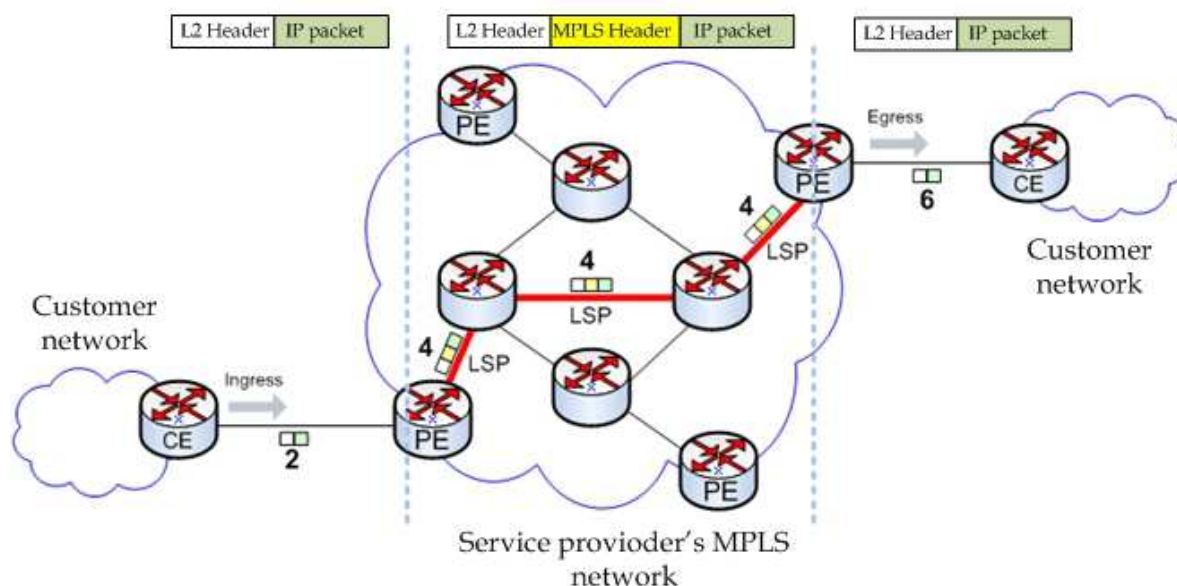 L2 Header IP packet
L2 Header MPLS Header IP packet
L2 Header IP packet
PE
Egress
PE
CE
6
4
LSP
Customer
network
4
LSP
Customer
network
4
LSP
Ingress
CE
PE
2
PE
Service provioder's MPLS
network